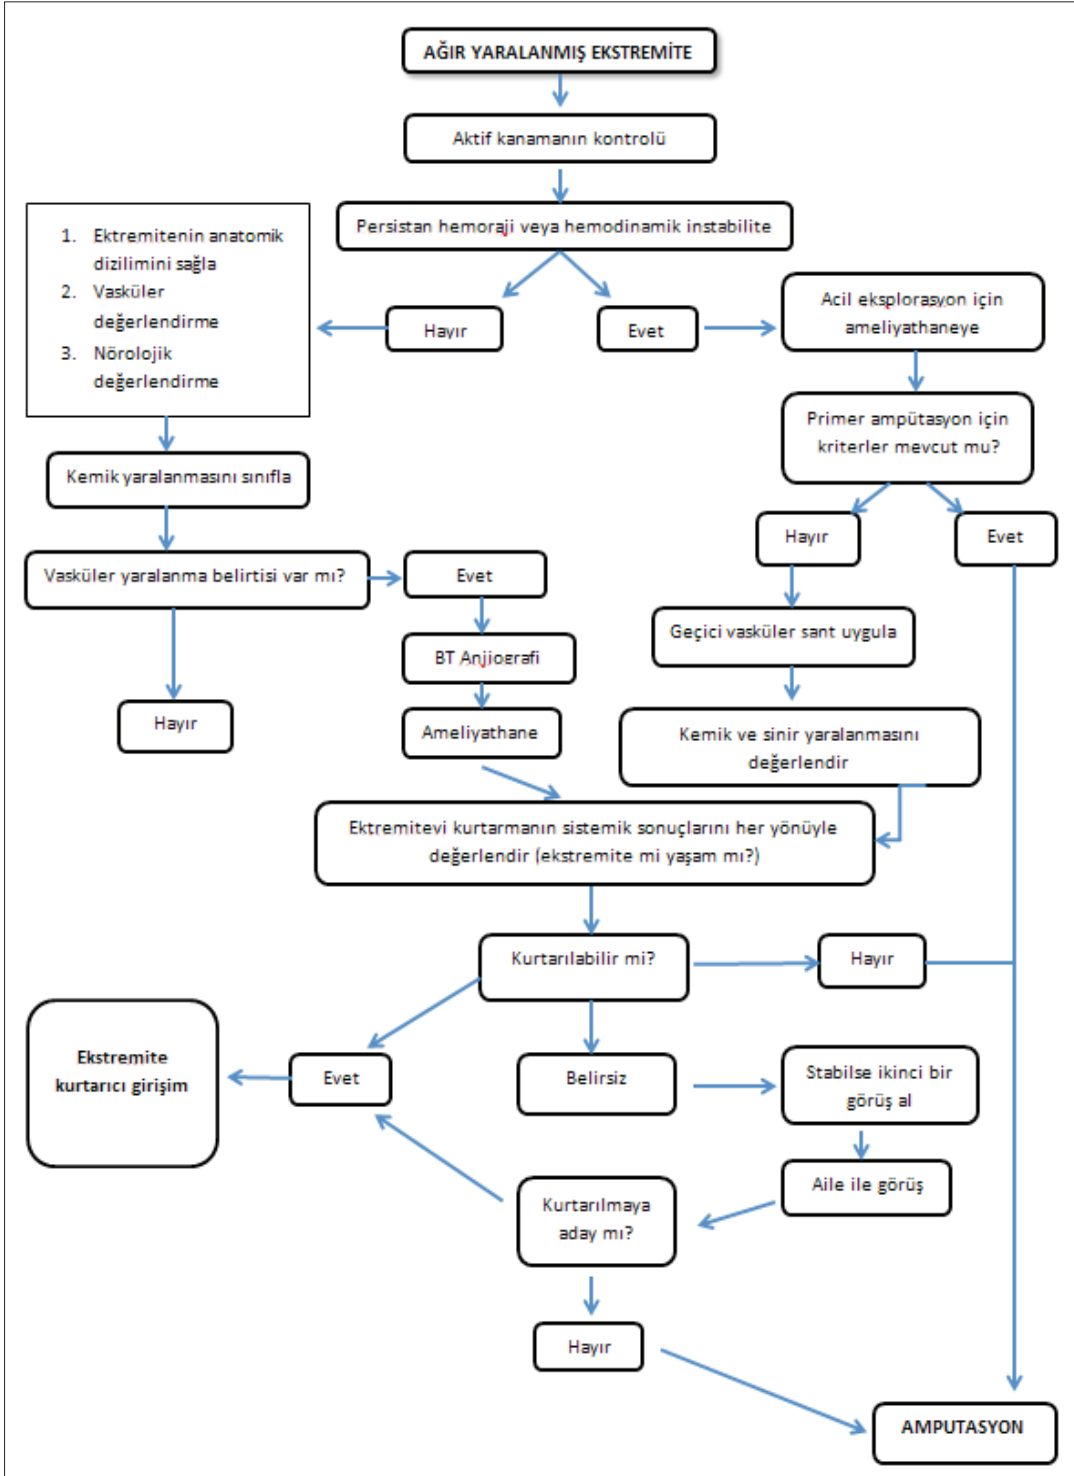 AĞIR YARALANMIŞ EKSTREMİTE
Aktif kanamanın kontrolü
Persistan hemoraji veya hemodinamik instabilite
Hayır
Evet
1. Ektremitenin anatomik
dizilimini sağla
2. Vasküler
değerlendirme
3. Nörolojik
değerlendirme
Acil eksplorasyon için
ameliyathaneye
Primer ampütasyon için
kriterler mevcut mu?
Kemik yaralanmasını sınıfla
Hayır
Evet
Vasküler yaralanma belirtisi var mı?
Evet
Geçici vasküler sant uygula
BT Anjiografi
Hayır
Ameliyathane
Kemik ve sinir yaralanmasını
değerlendir
Ektremitevi kurtarmanın sistemik sonuçlarını her yönüyle
değerlendir (ekstremite mi yaşam mı?)
Kurtarılabilir mi?
Hayır
Ekstremite
kurtarıcı girişim
Evet
Belirsiz
Stabilse ikinci bir
görüş al
Aile ile görüş
Kurtarılmaya
aday mı?
Hayır
AMPUTASYON